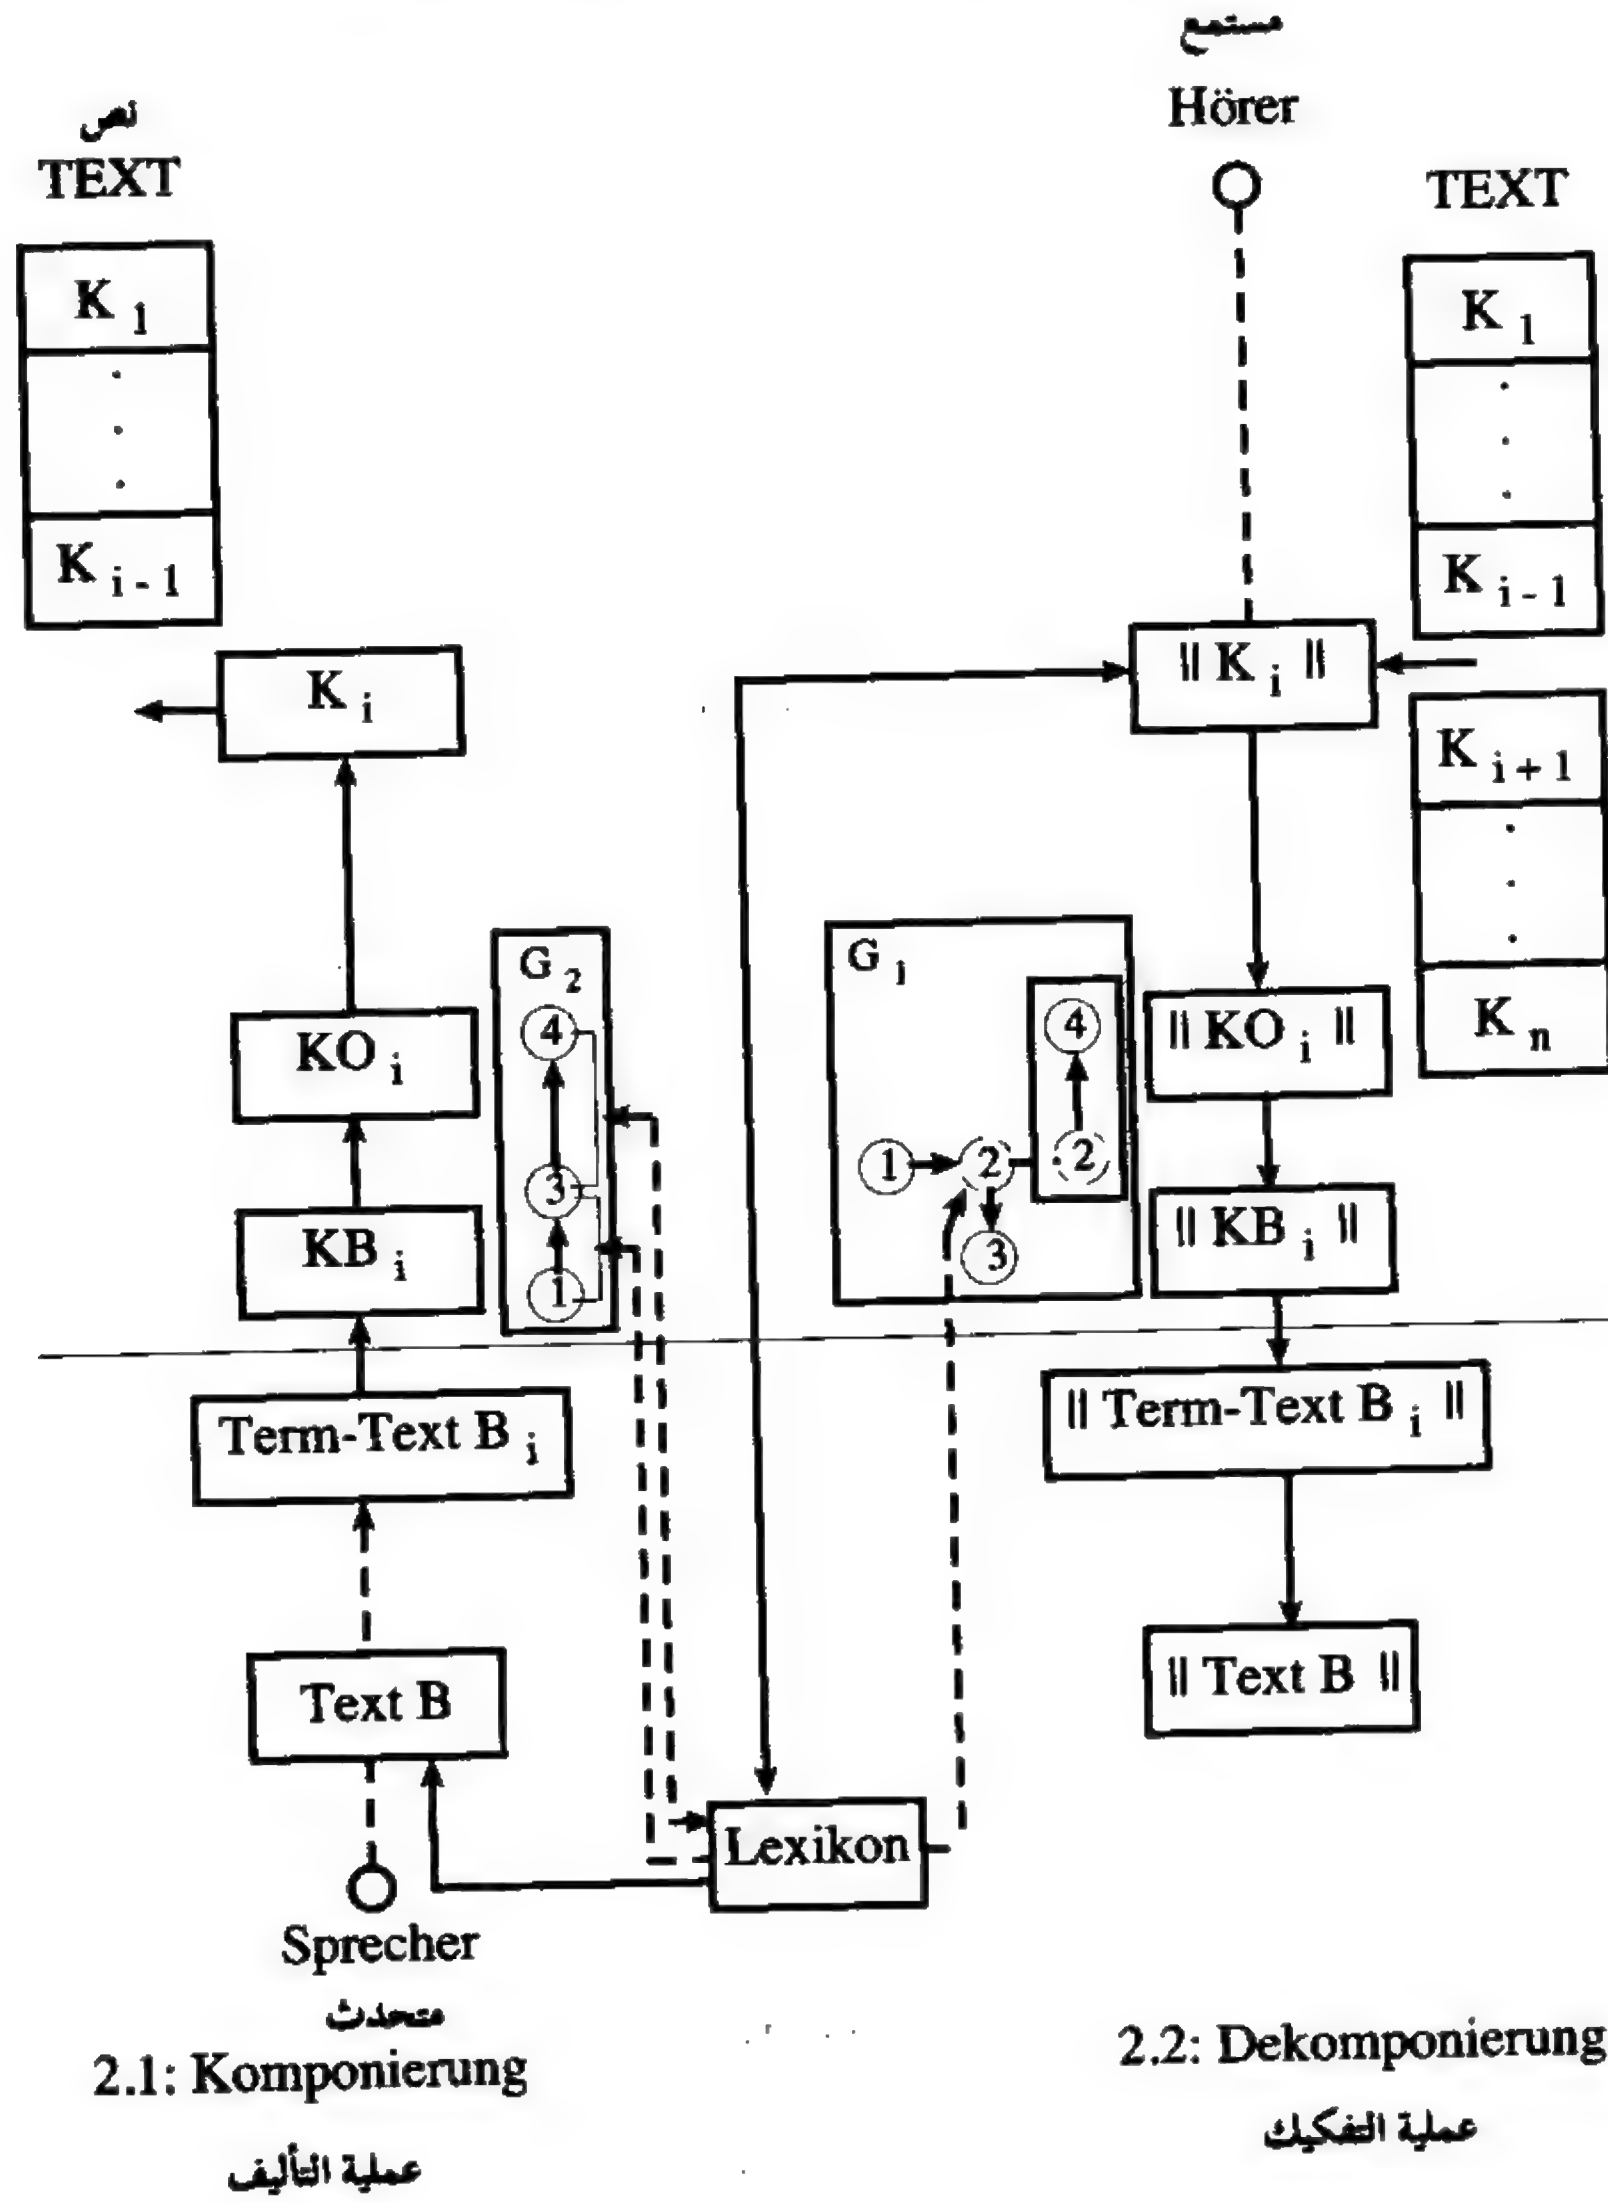 مستمع
Hörer
نص
TEXT
TEXT
K 1
.
.
.
K i - 1
K 1
.
.
.
K i - 1
K i
|| K i ||
K i + 1
.
.
.
K n
G 2
4
3
1
G i
4
1
2
2
3
KO i
|| KO i ||
KB i
|| KB i ||
Term-Text B i
|| Term-Text B i ||
Text B
|| Text B ||
Lexikon
Sprecher
متحدث
2.1: Komponierung
عملية التأليف
2.2: Dekomponierung
عملية التفكيك